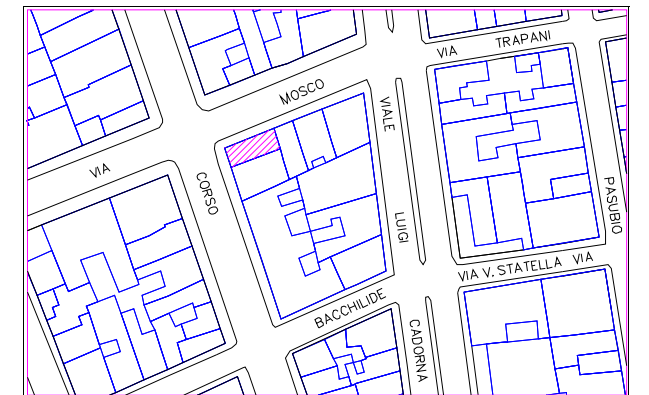 VIA TRAPANI
VIA MOSCO
VIALE LUIGI CADORNA
CORSO
PASUBIO
VIA V. STATELLA VIA
BACCHILIDE